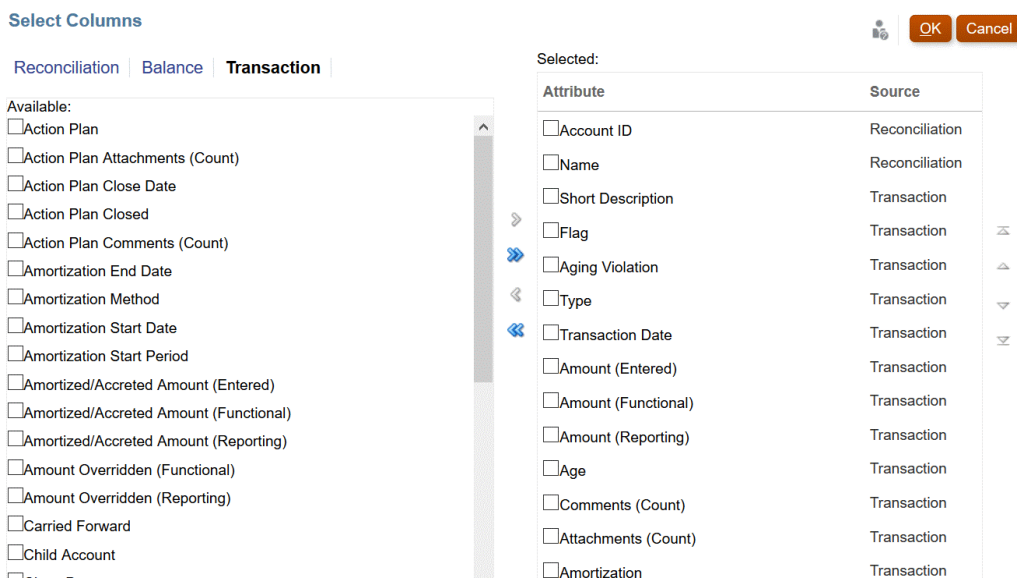 Select Columns
OK
Cancel
Reconciliation
Balance
Transaction
Available:
Action Plan
Action Plan Attachments (Count)
Action Plan Close Date
Action Plan Closed
Action Plan Comments (Count)
Amortization End Date
Amortization Method
Amortization Start Date
Amortization Start Period
Amortized/Accreted Amount (Entered)
Amortized/Accreted Amount (Functional)
Amortized/Accreted Amount (Reporting)
Amount Overridden (Functional)
Amount Overridden (Reporting)
Carried Forward
Child Account
Selected:
Attribute Source
Account ID Reconciliation
Name Reconciliation
Short Description Transaction
Flag Transaction
Aging Violation Transaction
Type Transaction
Transaction Date Transaction
Amount (Entered) Transaction
Amount (Functional) Transaction
Amount (Reporting) Transaction
Age Transaction
Comments (Count) Transaction
Attachments (Count) Transaction
Amortization Transaction